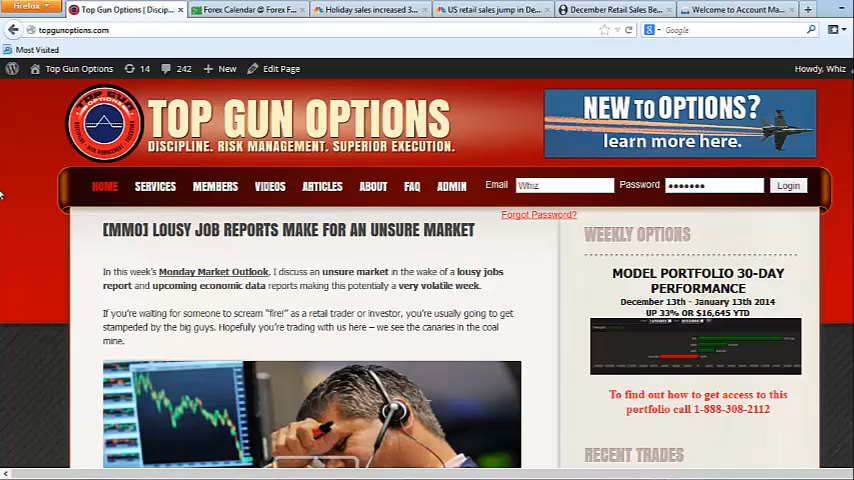 Firefox
Top Gun Options | Discip...
Forex Calendar @ Forex F...
Holiday sales increased 3...
US retail sales jump in De...
December Retail Sales Be...
Welcome to Account Ma...
topgunoptions.com
Google
Most Visited
Top Gun Options
14
242
+ New
Edit Page
Howdy, Whiz
TOP GUN OPTIONS
DISCIPLINE. RISK MANAGEMENT. SUPERIOR EXECUTION.
NEW TO OPTIONS?
learn more here.
HOME SERVICES MEMBERS VIDEOS ARTICLES ABOUT FAQ ADMIN
Email Whiz Password ••••••• Login
Forgot Password?
[MMO] LOUSY JOB REPORTS MAKE FOR AN UNSURE MARKET
In this week's Monday Market Outlook, I discuss an unsure market in the wake of a lousy jobs
report and upcoming economic data reports making this potentialy a very volatile week.
If you're waiting for someone to scream "fire!" as a retail trader or investor, you're usually going to get
stampeded by the big guys. Hopefully you're trading with us here – we see the canaries in the coal
mine.
WEEKLY OPTIONS
MODEL PORTFOLIO 30-DAY
PERFORMANCE
December 13th - January 13th 2014
UP 33% OR $16,645 YTD
To find out how to get access to this
portfolio call 1-888-308-2112
RECENT TRADES